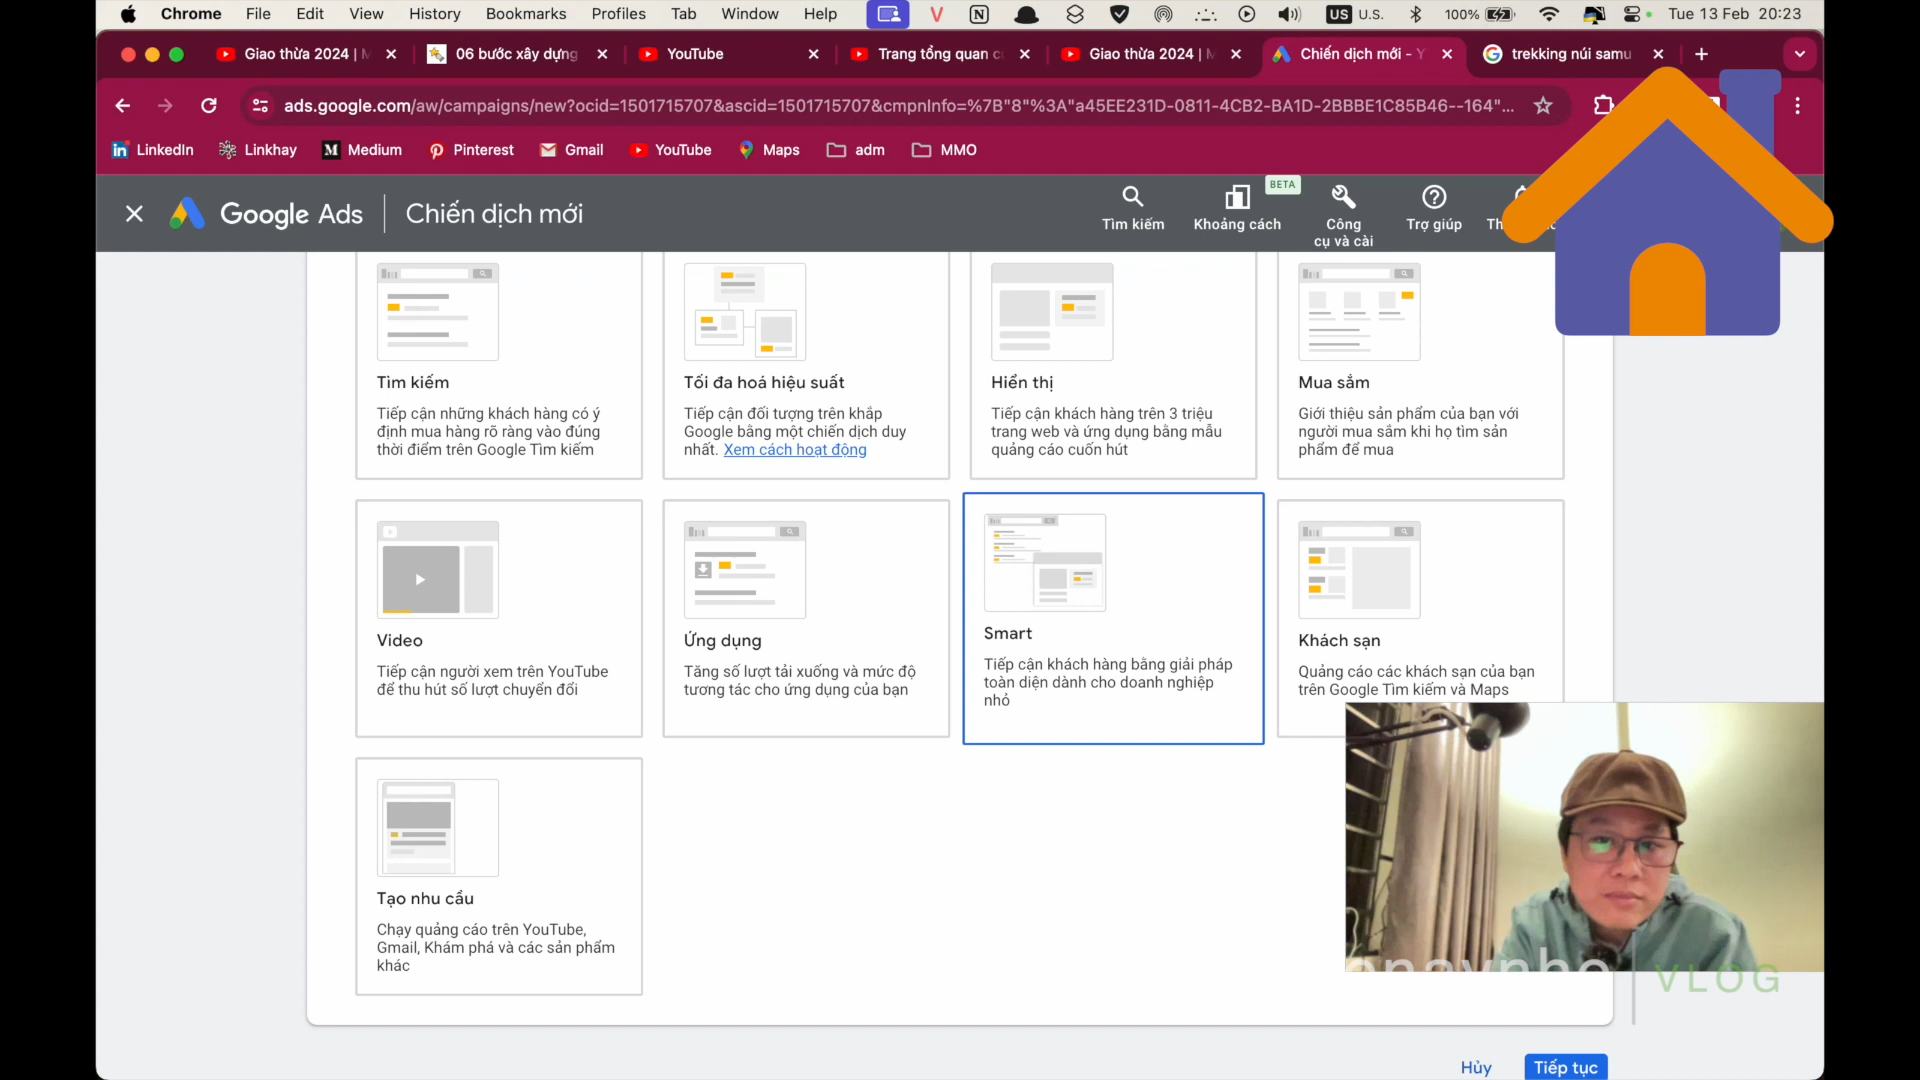 Chrome File Edit View History Bookmarks Profiles Tab Window Help V N US U.S. 100% Tue 13 Feb 20:23
Giao thừa 2024 |
06 bước xây dựng
YouTube
Trang tổng quan
Giao thừa 2024 |
Chiến dịch mới -
trekking núi samu
ads.google.com/aw/campaigns/new?ocid=1501715707&ascid=1501715707&cmpnInfo=%7B"8"%3A"a45EE231D-0811-4CB2-BA1D-2BBBE1C85B46--164"...
LinkedIn Linkhay Medium Pinterest Gmail YouTube Maps adm MMO
Google Ads Chiến dịch mới
Tìm kiếm
Khoảng cách
BETA
Công
cụ và cài
Trợ giúp
Tìm kiếm
Tiếp cận những khách hàng có ý
định mua hàng rõ ràng vào đúng
thời điểm trên Google Tìm kiếm
Tối đa hoá hiệu suất
Tiếp cận đối tượng trên khắp
Google bằng một chiến dịch duy
nhất. Xem cách hoạt động
Hiển thị
Tiếp cận khách hàng trên 3 triệu
trang web và ứng dụng bằng mẫu
quảng cáo cuốn hút
Mua sắm
Giới thiệu sản phẩm của bạn với
người mua sắm khi họ tìm sản
phẩm để mua
Video
Tiếp cận người xem trên YouTube
để thu hút số lượt chuyển đổi
Ứng dụng
Tăng số lượt tải xuống và mức độ
tương tác cho ứng dụng của bạn
Smart
Tiếp cận khách hàng bằng giải pháp
toàn diện dành cho doanh nghiệp
nhỏ
Khách sạn
Quảng cáo các khách sạn của bạn
trên Google Tìm kiếm và Maps
Tạo nhu cầu
Chạy quảng cáo trên YouTube,
Gmail, Khám phá và các sản phẩm
khác
VLOG
Hủy
Tiếp tục